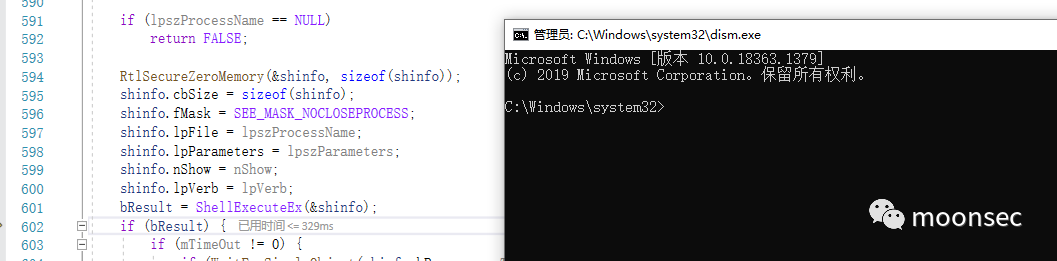 590
591 if (lpszProcessName == NULL)
592 return FALSE;
593
594 RtlSecureZeroMemory(&shinfo, sizeof(shinfo));
595 shinfo.cbSize = sizeof(shinfo);
596 shinfo.fMask = SEE_MASK_NOCLOSEPROCESS;
597 shinfo.lpFile = lpszProcessName;
598 shinfo.lpParameters = lpszParameters;
599 shinfo.nShow = nShow;
600 shinfo.lpVerb = lpVerb;
601 bResult = ShellExecuteEx(&shinfo);
602 if (bResult) { 已用时间 <= 329ms
603 if (mTimeOut != 0) {
管理员: C:\Windows\system32\dism.exe
Microsoft Windows [版本 10.0.18363.1379]
(c) 2019 Microsoft Corporation。保留所有权利。
C:\Windows\system32>
moonsec